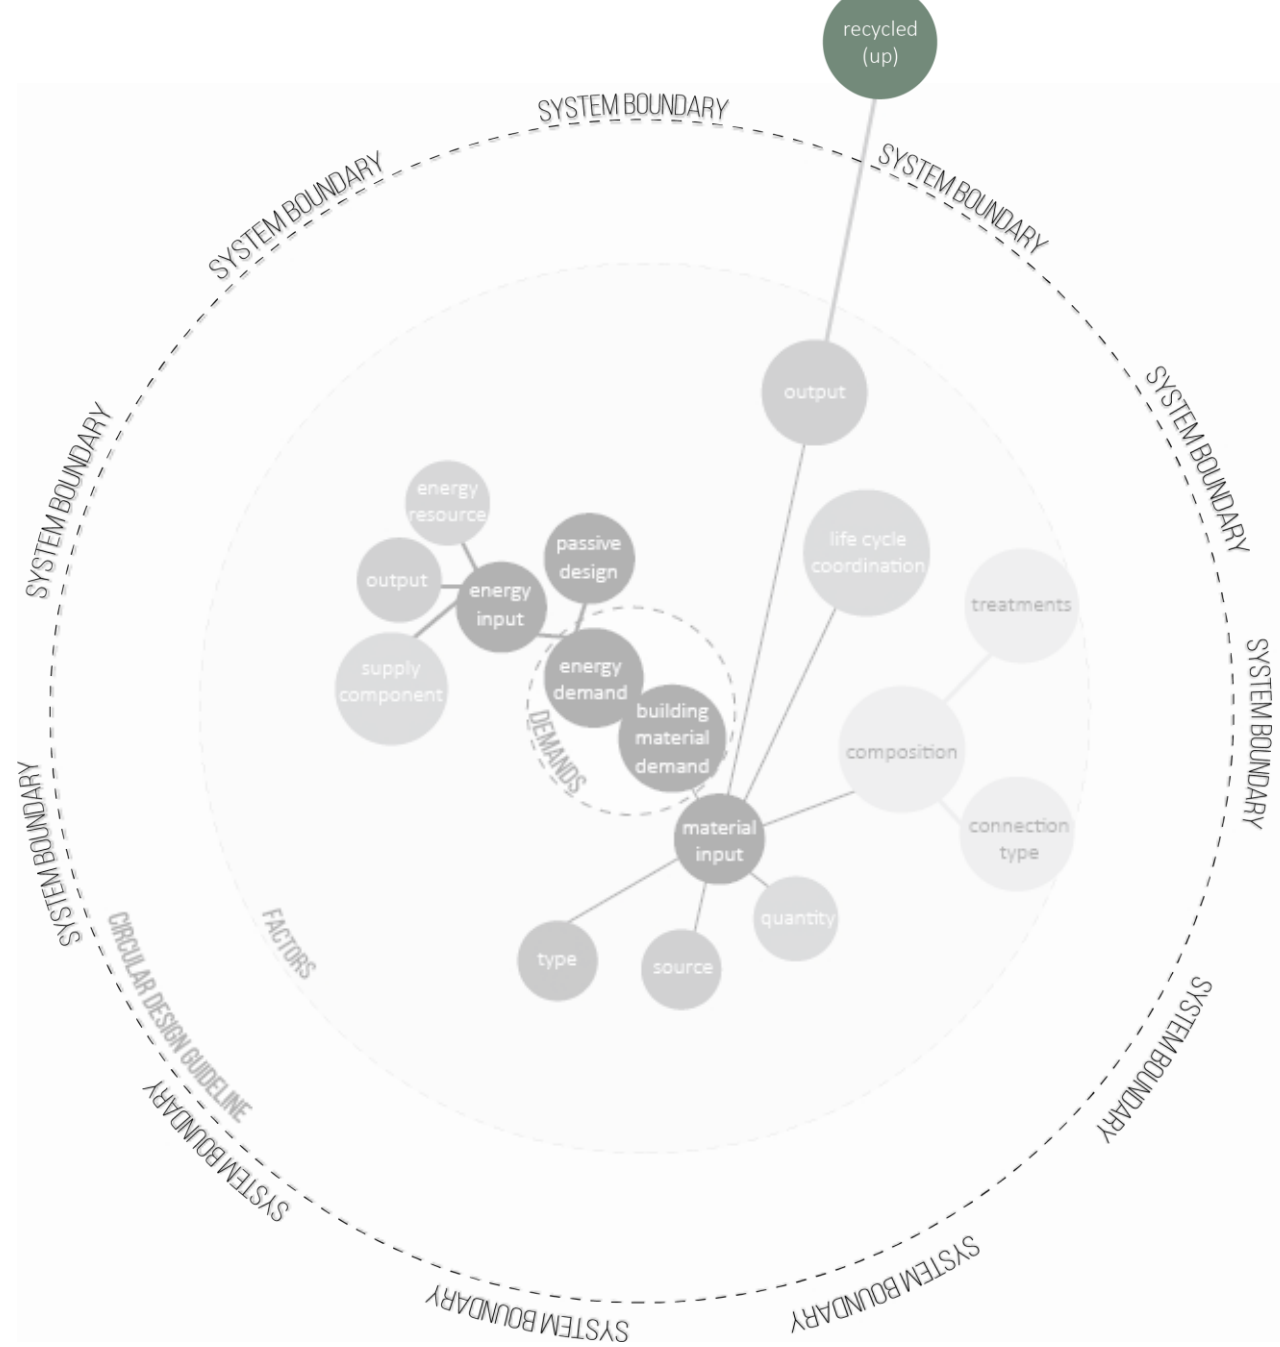 recycled
(up)
SYSTEM BOUNDARY
SYSTEM BOUNDARY
SYSTEM BOUNDARY
SYSTEM BOUNDARY
SYSTEM BOUNDARY
SYSTEM BOUNDARY
SYSTEM BOUNDARY
SYSTEM BOUNDARY
SYSTEM BOUNDARY
SYSTEM BOUNDARY
SYSTEM BOUNDARY
output
energy
resource
output
energy
input
supply
component
passive
design
energy
demand
building
material
demand
DEMANDS
life cycle
coordination
treatments
composition
connection
type
material
input
quantity
type
source
FACTORS
CIRCULAR DESIGN GUIDELINE